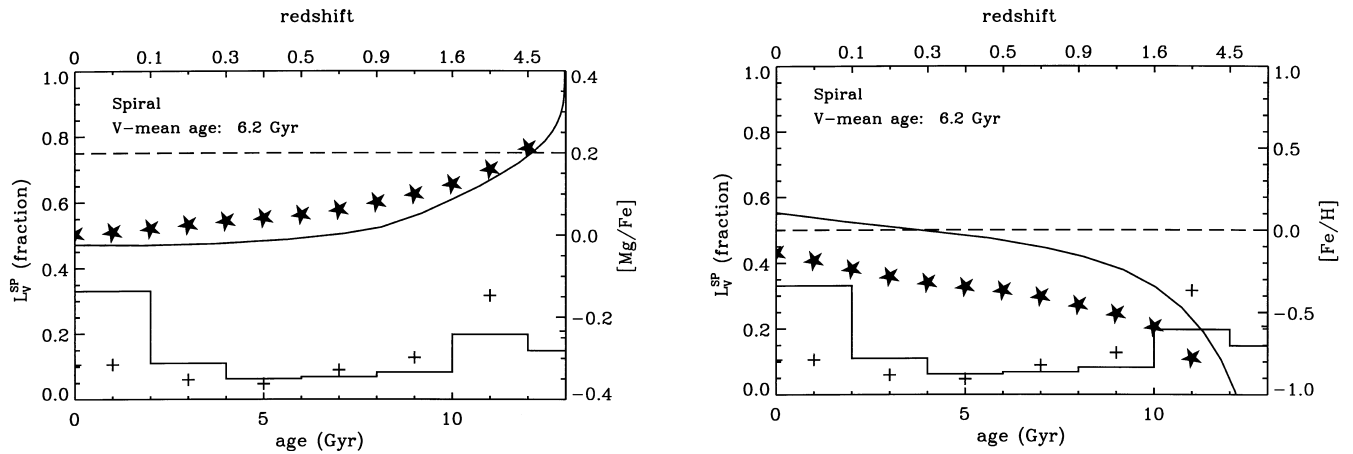 redshift
0 0.1 0.3 0.5 0.9 1.6 4.5
1.0 0.8 0.6 0.4 0.2 0.0
L_V^SP (fraction)
Spiral
V-mean age: 6.2 Gyr
0.4 0.2 0.0 -0.2 -0.4
[Mg/Fe]
0 5 10
age (Gyr)
redshift
0 0.1 0.3 0.5 0.9 1.6 4.5
1.0 0.8 0.6 0.4 0.2 0.0
L_V^SP (fraction)
Spiral
V-mean age: 6.2 Gyr
1.0 0.5 0.0 -0.5 -1.0
[Fe/H]
0 5 10
age (Gyr)